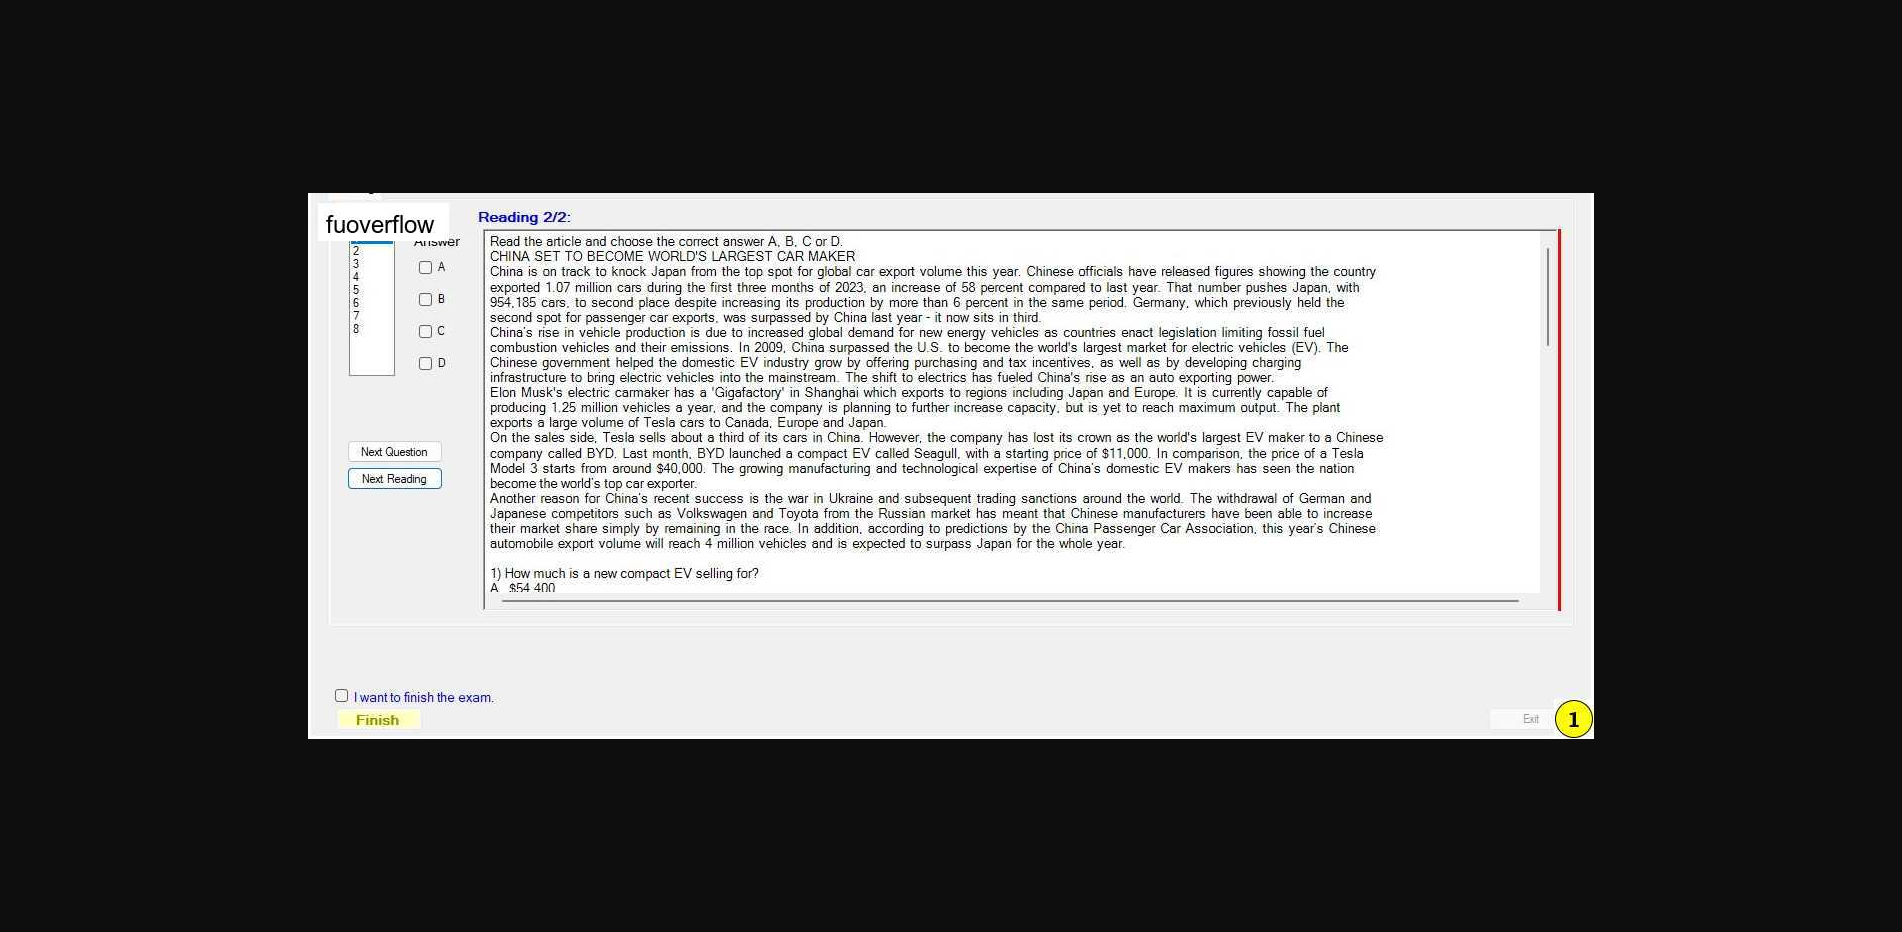 fuoverflow
Reading 2/2:
Answer
2
3
4
5
6
7
8
A
B
C
D
Next Question
Next Reading
Read the article and choose the correct answer A, B, C or D.
CHINA SET TO BECOME WORLD'S LARGEST CAR MAKER
China is on track to knock Japan from the top spot for global car export volume this year. Chinese officials have released figures showing the country
exported 1.07 million cars during the first three months of 2023, an increase of 58 percent compared to last year. That number pushes Japan, with
954,185 cars, to second place despite increasing its production by more than 6 percent in the same period. Germany, which previously held the
second spot for passenger car exports, was surpassed by China last year - it now sits in third.
China's rise in vehicle production is due to increased global demand for new energy vehicles as countries enact legislation limiting fossil fuel
combustion vehicles and their emissions. In 2009, China surpassed the U.S. to become the world's largest market for electric vehicles (EV). The
Chinese government helped the domestic EV industry grow by offering purchasing and tax incentives, as well as by developing charging
infrastructure to bring electric vehicles into the mainstream. The shift to electrics has fueled China's rise as an auto exporting power.
Elon Musk's electric carmaker has a 'Gigafactory' in Shanghai which exports to regions including Japan and Europe. It is currently capable of
producing 1.25 million vehicles a year, and the company is planning to further increase capacity, but is yet to reach maximum output. The plant
exports a large volume of Tesla cars to Canada, Europe and Japan.
On the sales side, Tesla sells about a third of its cars in China. However, the company has lost its crown as the world's largest EV maker to a Chinese
company called BYD. Last month, BYD launched a compact EV called Seagull, with a starting price of $11,000. In comparison, the price of a Tesla
Model 3 starts from around $40,000. The growing manufacturing and technological expertise of China's domestic EV makers has seen the nation
become the world's top car exporter.
Another reason for China's recent success is the war in Ukraine and subsequent trading sanctions around the world. The withdrawal of German and
Japanese competitors such as Volkswagen and Toyota from the Russian market has meant that Chinese manufacturers have been able to increase
their market share simply by remaining in the race. In addition, according to predictions by the China Passenger Car Association, this year's Chinese
automobile export volume will reach 4 million vehicles and is expected to surpass Japan for the whole year.
1) How much is a new compact EV selling for?
A $54 400
I want to finish the exam.
Finish
Exit
1